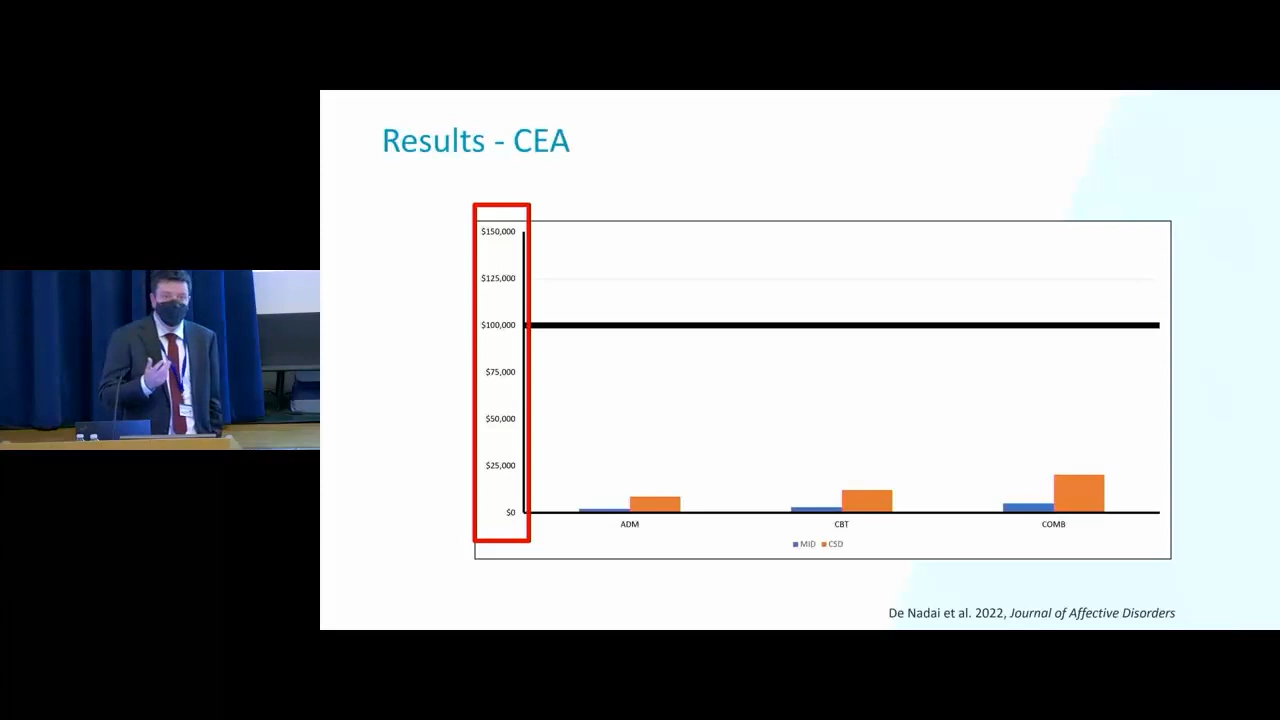 Results - CEA
$150,000
$125,000
$100,000
$75,000
$50,000
$25,000
$0
ADM CBT COMB
MID CSD
De Nadai et al. 2022, Journal of Affective Disorders